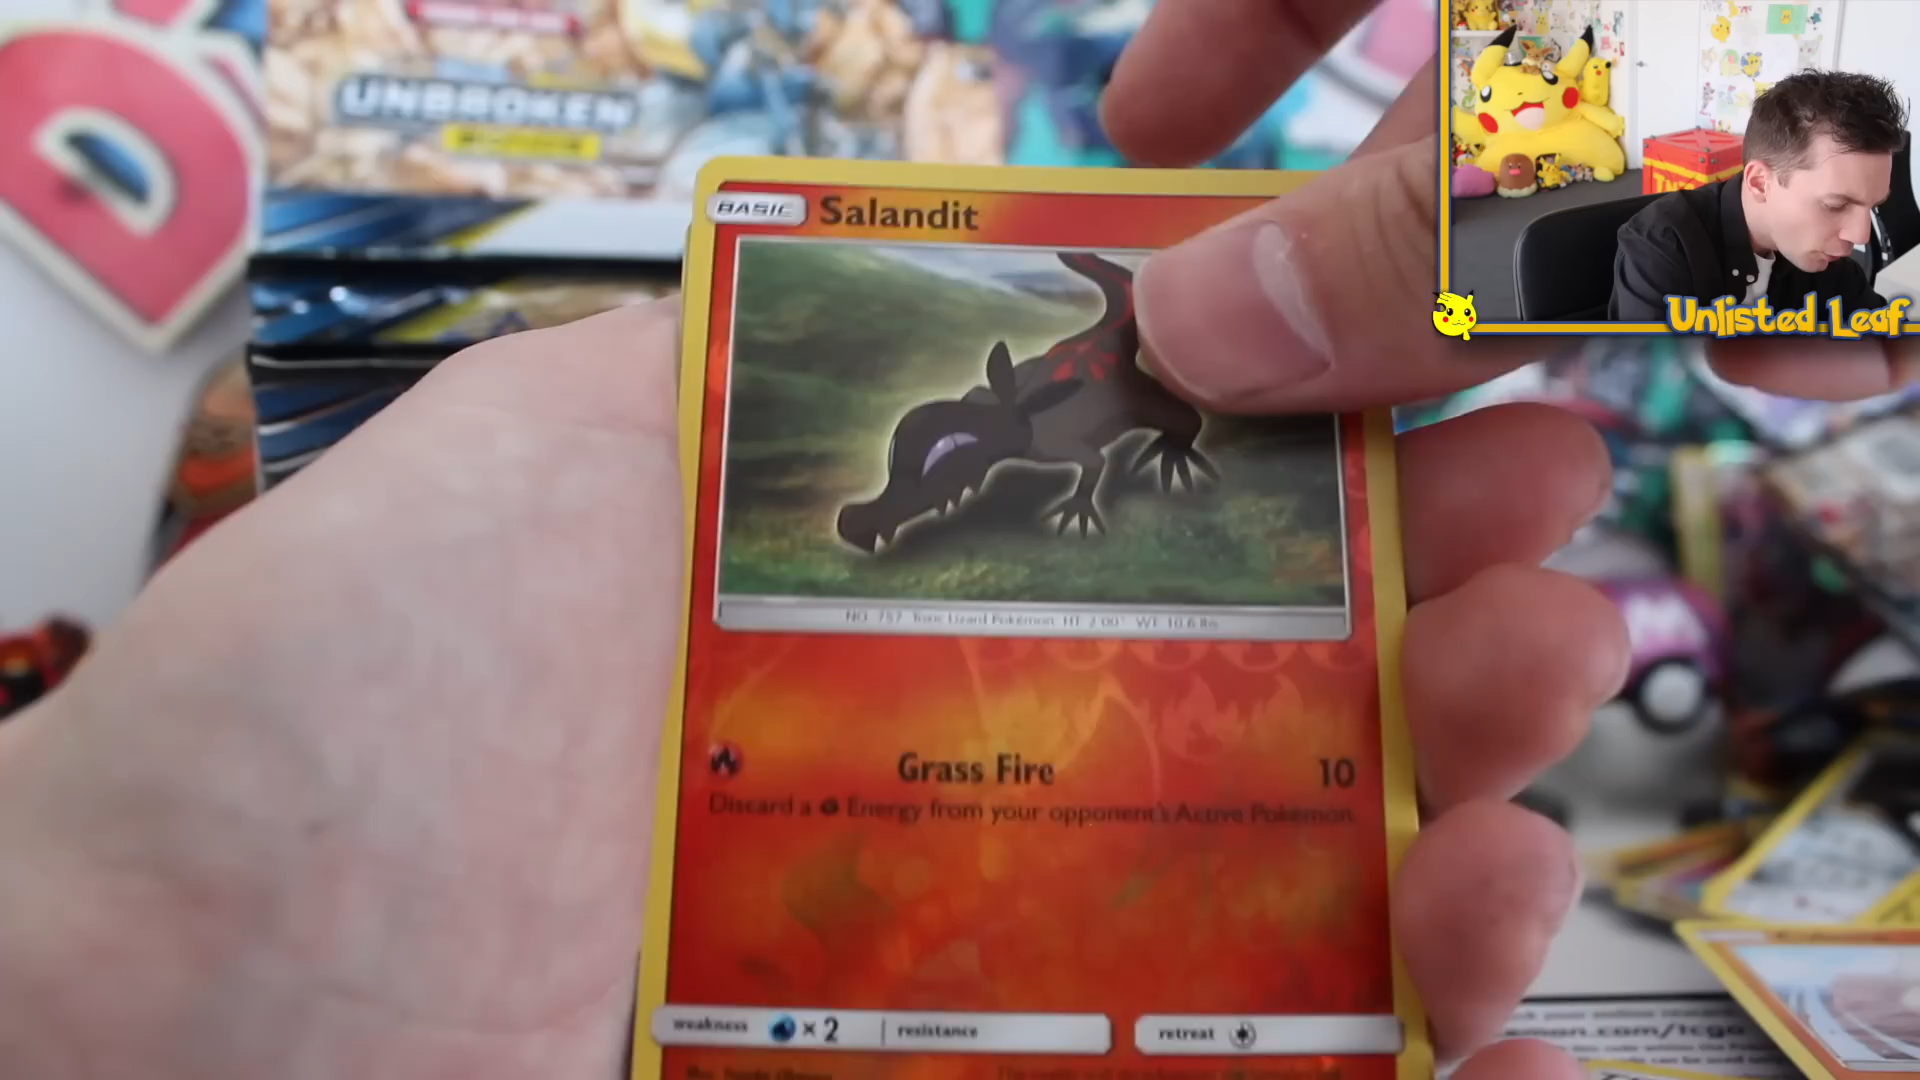 UNBROKEN
BASIC Salandit
Unlisted Leaf
NO. 757 Toxic Lizard Pokémon HT 2'00" WT 10.6 lbs
Grass Fire 10
Discard a Energy from your opponent's Active Pokémon.
weakness ×2 resistance retreat